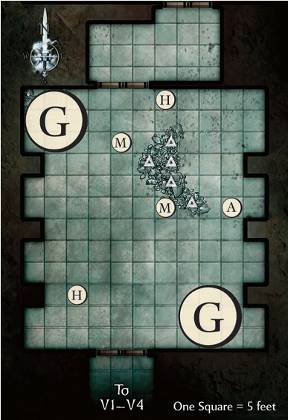 H
G
M
M
A
H
G
To
V1–V4
One Square = 5 feet